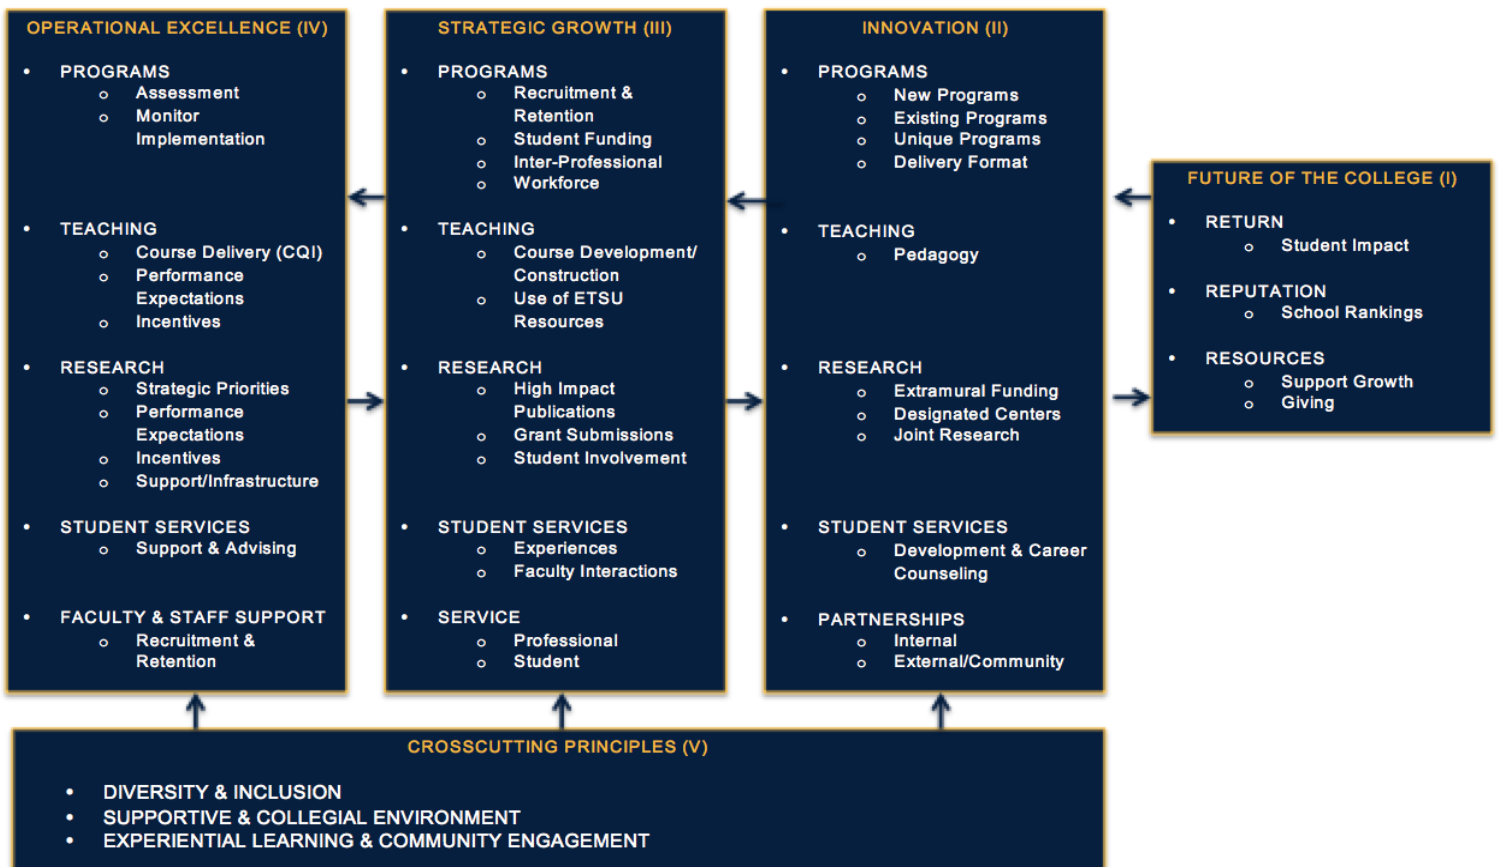 OPERATIONAL EXCELLENCE (IV)
• PROGRAMS
o Assessment
o Monitor
Implementation
• TEACHING
o Course Delivery (CQI)
o Performance
Expectations
o Incentives
• RESEARCH
o Strategic Priorities
o Performance
Expectations
o Incentives
o Support/Infrastructure
• STUDENT SERVICES
o Support & Advising
• FACULTY & STAFF SUPPORT
o Recruitment &
Retention
STRATEGIC GROWTH (III)
• PROGRAMS
o Recruitment &
Retention
o Student Funding
o Inter-Professional
o Workforce
• TEACHING
o Course Development/
Construction
o Use of ETSU
Resources
• RESEARCH
o High Impact
Publications
o Grant Submissions
o Student Involvement
• STUDENT SERVICES
o Experiences
o Faculty Interactions
• SERVICE
o Professional
o Student
INNOVATION (II)
• PROGRAMS
o New Programs
o Existing Programs
o Unique Programs
o Delivery Format
• TEACHING
o Pedagogy
• RESEARCH
o Extramural Funding
o Designated Centers
o Joint Research
• STUDENT SERVICES
o Development & Career
Counseling
• PARTNERSHIPS
o Internal
o External/Community
FUTURE OF THE COLLEGE (I)
• RETURN
o Student Impact
• REPUTATION
o School Rankings
• RESOURCES
o Support Growth
o Giving
CROSSCUTTING PRINCIPLES (V)
• DIVERSITY & INCLUSION
• SUPPORTIVE & COLLEGIAL ENVIRONMENT
• EXPERIENTIAL LEARNING & COMMUNITY ENGAGEMENT